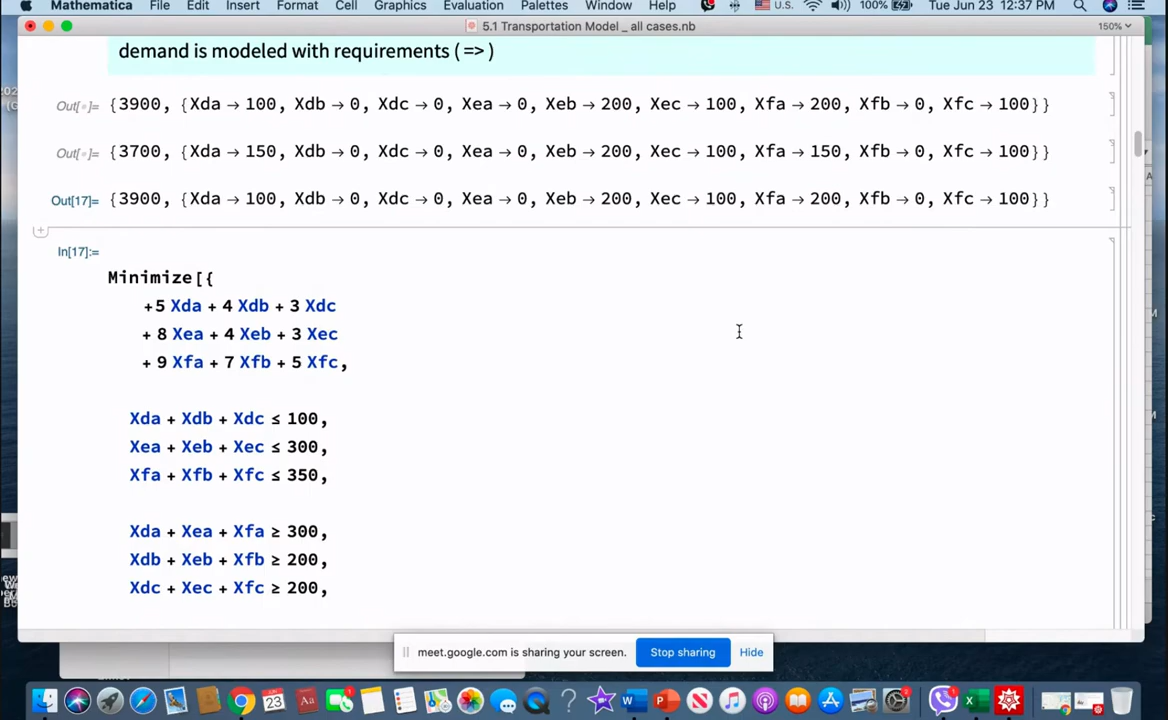 Mathematica File Edit Insert Format Cell Graphics Evaluation Palettes Window Help U.S. 100% Tue Jun 23 12:37 PM
5.1 Transportation Model _ all cases.nb 150%
demand is modeled with requirements ( => )
Out[•]= {3900, {Xda → 100, Xdb → 0, Xdc → 0, Xea → 0, Xeb → 200, Xec → 100, Xfa → 200, Xfb → 0, Xfc → 100}}
Out[•]= {3700, {Xda → 150, Xdb → 0, Xdc → 0, Xea → 0, Xeb → 200, Xec → 100, Xfa → 150, Xfb → 0, Xfc → 100}}
Out[17]= {3900, {Xda → 100, Xdb → 0, Xdc → 0, Xea → 0, Xeb → 200, Xec → 100, Xfa → 200, Xfb → 0, Xfc → 100}}
In[17]:=
Minimize[{
+5 Xda + 4 Xdb + 3 Xdc
+ 8 Xea + 4 Xeb + 3 Xec
+ 9 Xfa + 7 Xfb + 5 Xfc,
Xda + Xdb + Xdc ≤ 100,
Xea + Xeb + Xec ≤ 300,
Xfa + Xfb + Xfc ≤ 350,
Xda + Xea + Xfa ≥ 300,
Xdb + Xeb + Xfb ≥ 200,
Xdc + Xec + Xfc ≥ 200,
meet.google.com is sharing your screen. Stop sharing Hide